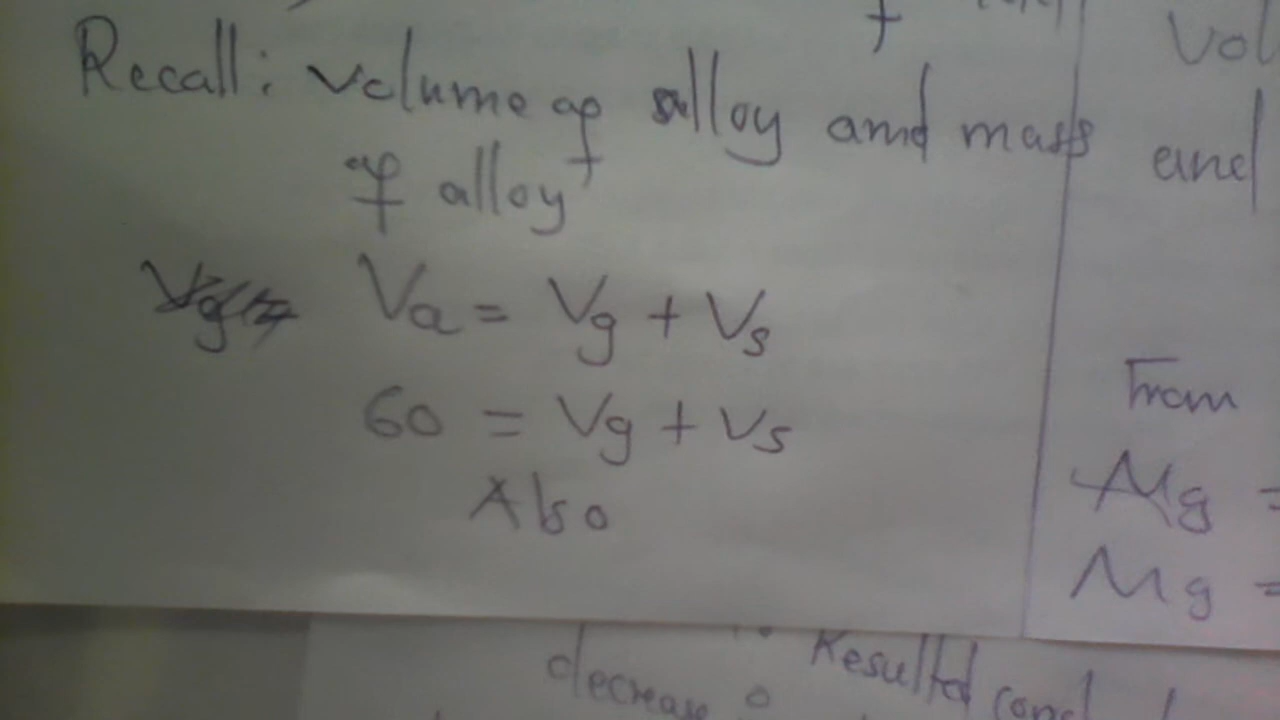 Recall: volume of alloy and mass
of alloy
Va = Vg + Vs
60 = Vg + Vs
Also
Vol
and
From
Mg =
Mg =
decrease